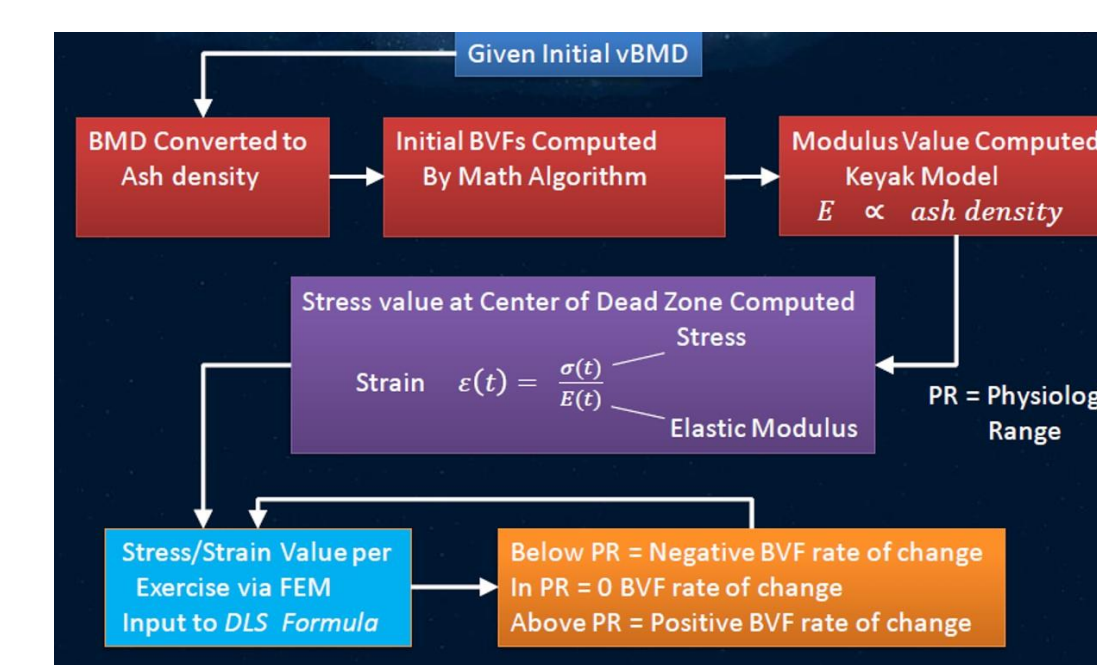 Given Initial vBMD
BMD Converted to
Ash density
Initial BVFs Computed
By Math Algorithm
Modulus Value Computed
Keyak Model
E ∝ ash density
Stress value at Center of Dead Zone Computed
Stress
Strain ε(t) = σ(t)/E(t)
Elastic Modulus
PR = Physiolog
Range
Stress/Strain Value per
Exercise via FEM
Input to DLS Formula
Below PR = Negative BVF rate of change
In PR = 0 BVF rate of change
Above PR = Positive BVF rate of change